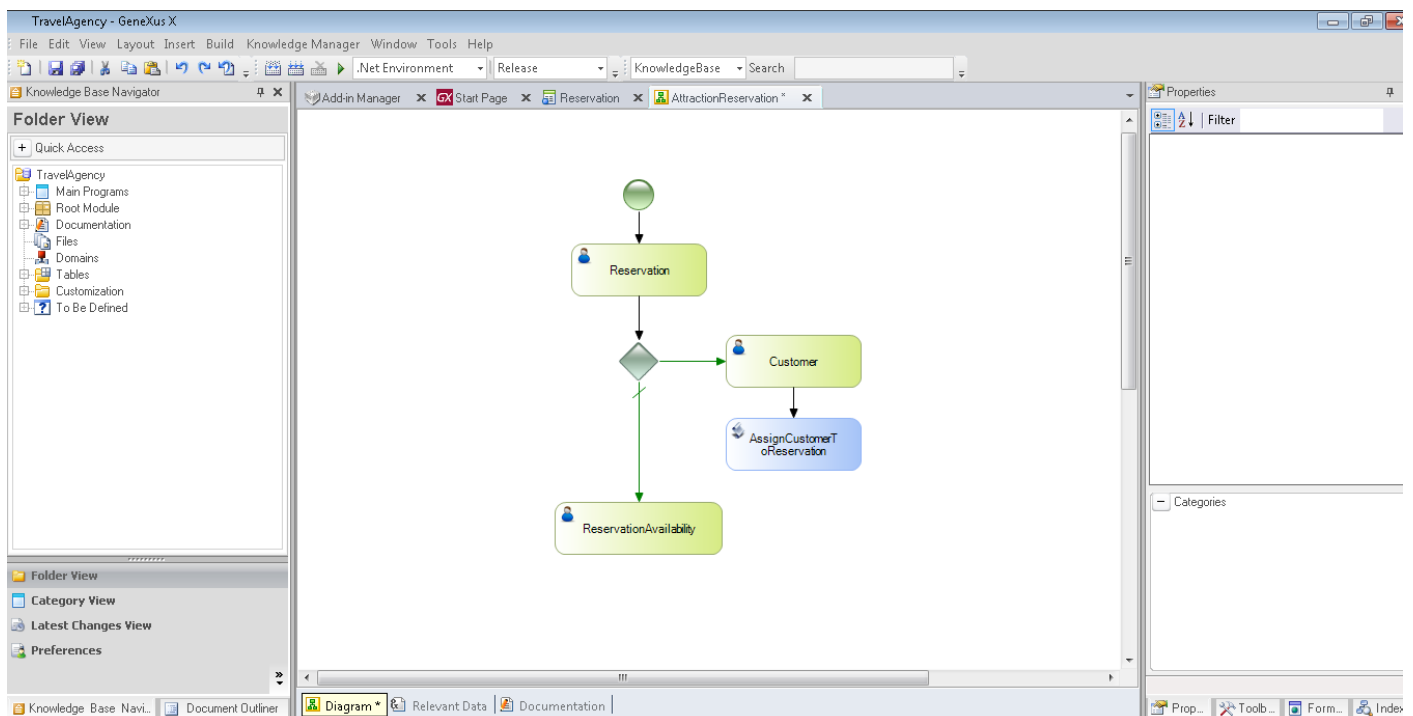 TravelAgency - GeneXus X
File Edit View Layout Insert Build Knowledge Manager Window Tools Help
.Net Environment Release KnowledgeBase Search
Knowledge Base Navigator
Folder View
Quick Access
TravelAgency
Main Programs
Root Module
Documentation
Files
Domains
Tables
Customization
To Be Defined
Folder View
Category View
Latest Changes View
Preferences
Knowledge Base Navi... Document Outliner
Add-in Manager GX Start Page Reservation AttractionReservation *
Reservation
Customer
AssignCustomerT
oReservation
ReservationAvailability
Diagram * Relevant Data Documentation
Properties
Filter
Categories
Prop... Toolb... Form... Index